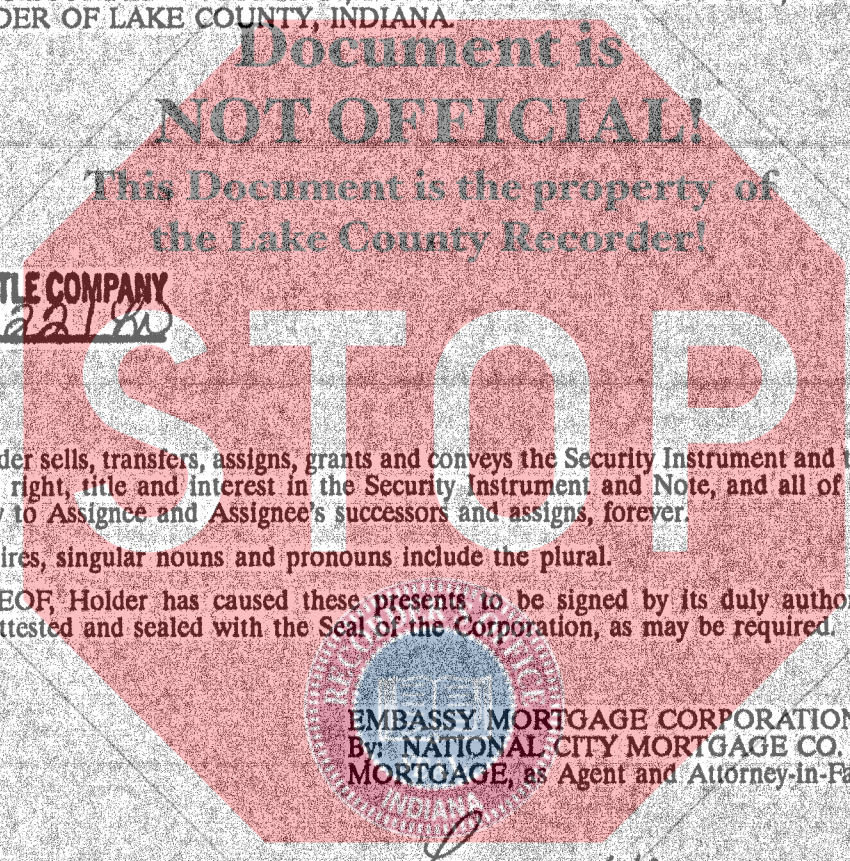 DER OF LAKE COUNTY, INDIANA.
Document is
NOT OFFICIAL!
This Document is the property of
the Lake County Recorder!
TLE COMPANY
STOP
der sells, transfers, assigns, grants and conveys the Security Instrument and
right, title and interest in the Security Instrument and Note, and all of
to Assignee and Assignee's successors and assigns, forever.
ires, singular nouns and pronouns include the plural.
EOF, Holder has caused these presents to be signed by its duly author
ttested and sealed with the Seal of the Corporation, as may be required.
RECORDER'S OFFICE
EMBASSY MORTGAGE CORPORATION
By: NATIONAL CITY MORTGAGE CO.
MORTGAGE, as Agent and Attorney-in-Fa
INDIANA